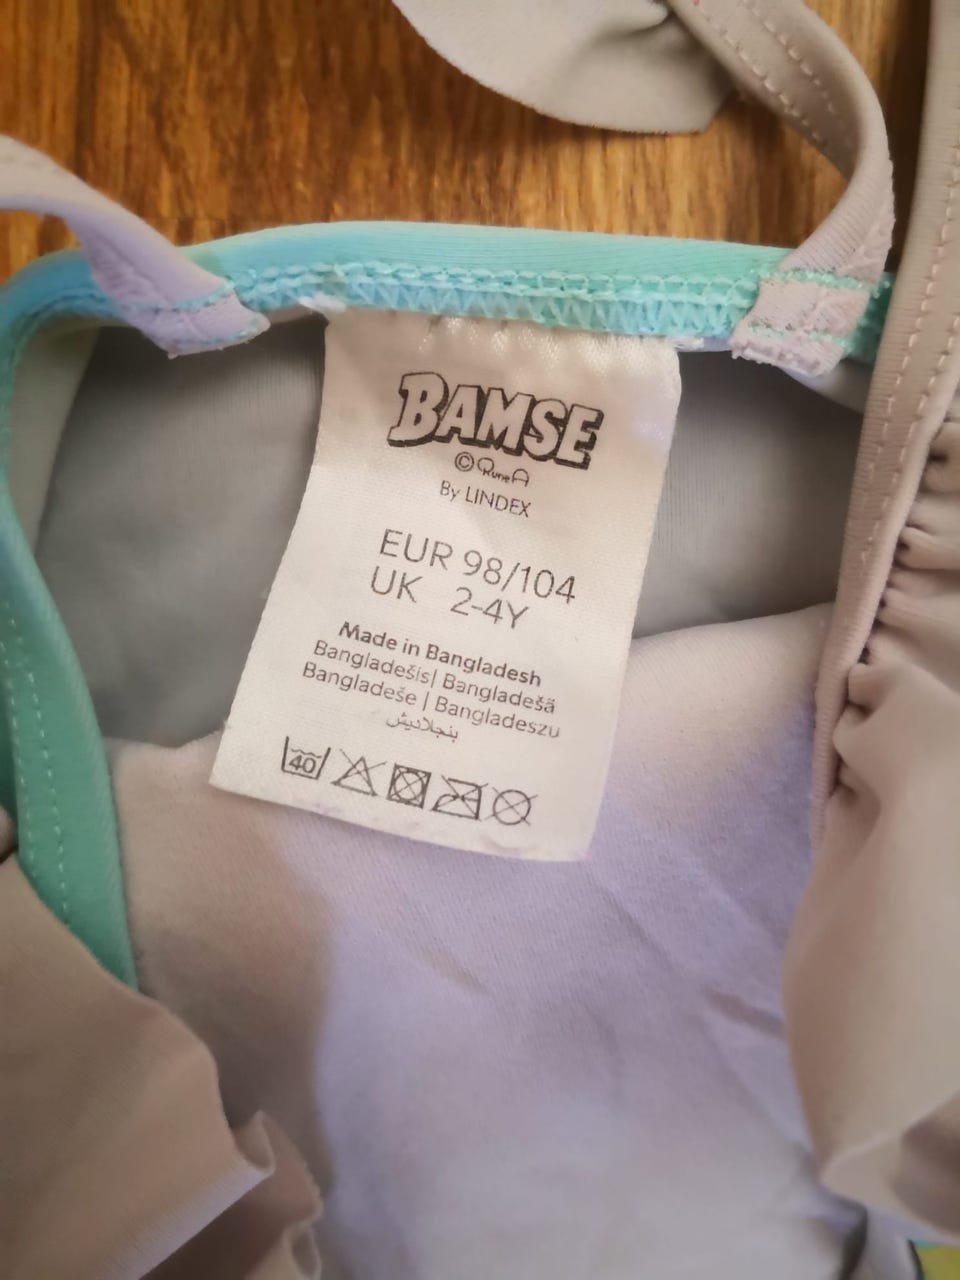 BAMSE
© RuneA
By LINDEX
EUR 98/104
UK 2-4Y
Made in Bangladesh
Bangladešis| Bangladešā
Bangladeše | Bangladeszu
بنجلاديش
40